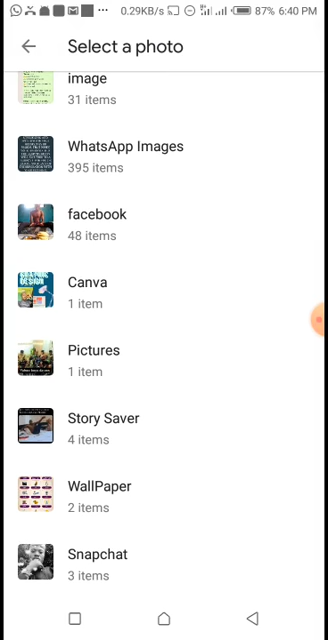 0.29KB/s 87% 6:40 PM
Select a photo
image
31 items
WhatsApp Images
395 items
facebook
48 items
Canva
1 item
Pictures
1 item
Story Saver
4 items
WallPaper
2 items
Snapchat
3 items